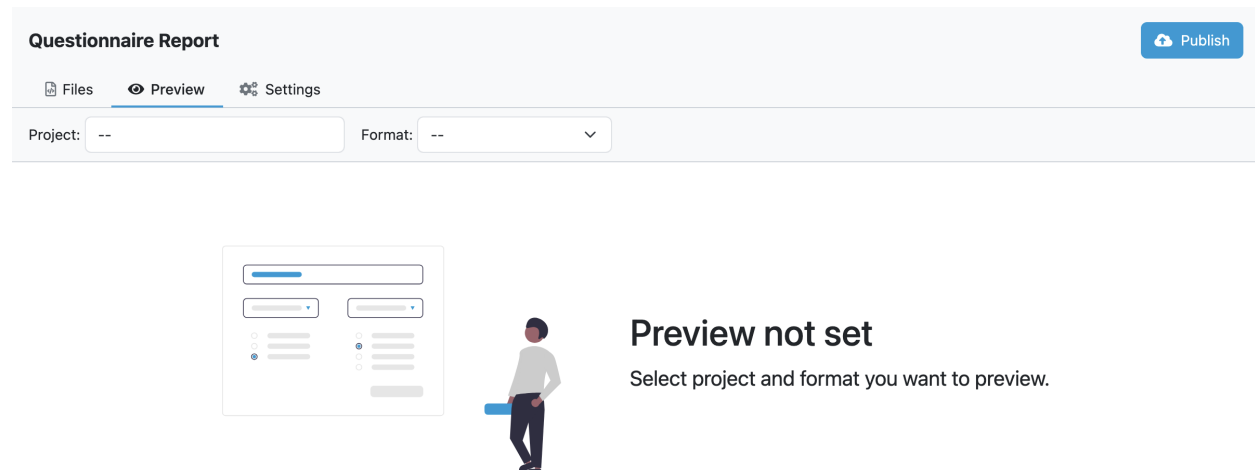 Questionnaire Report
Publish
Files Preview Settings
Project: -- Format: --
Preview not set
Select project and format you want to preview.